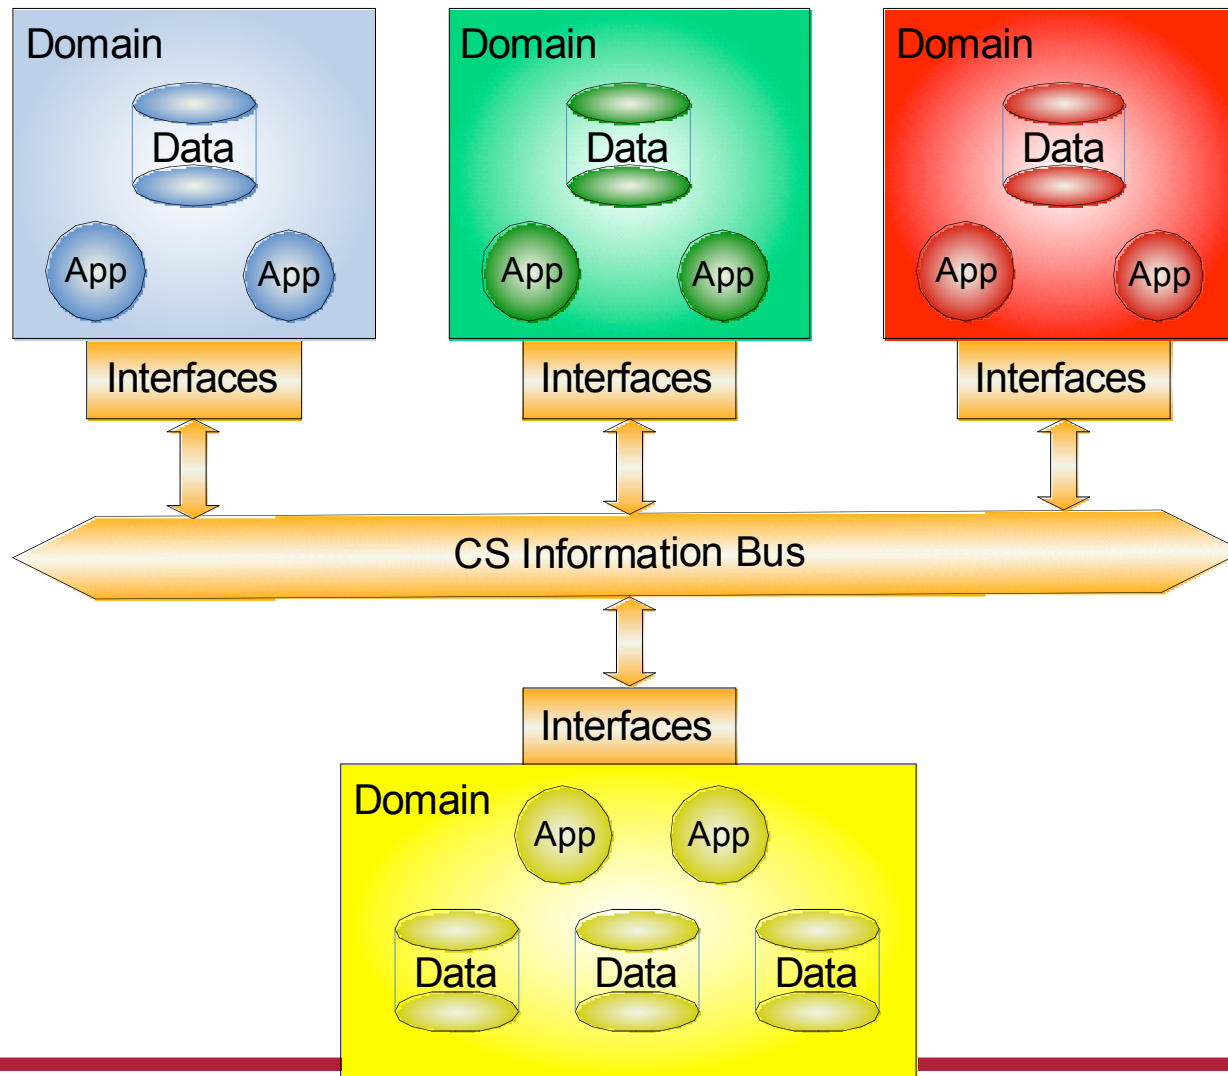 Domain
Domain
Domain
Data
Data
Data
App
App
App
App
App
App
Interfaces
Interfaces
Interfaces
CS Information Bus
Interfaces
Domain
App
App
Data
Data
Data